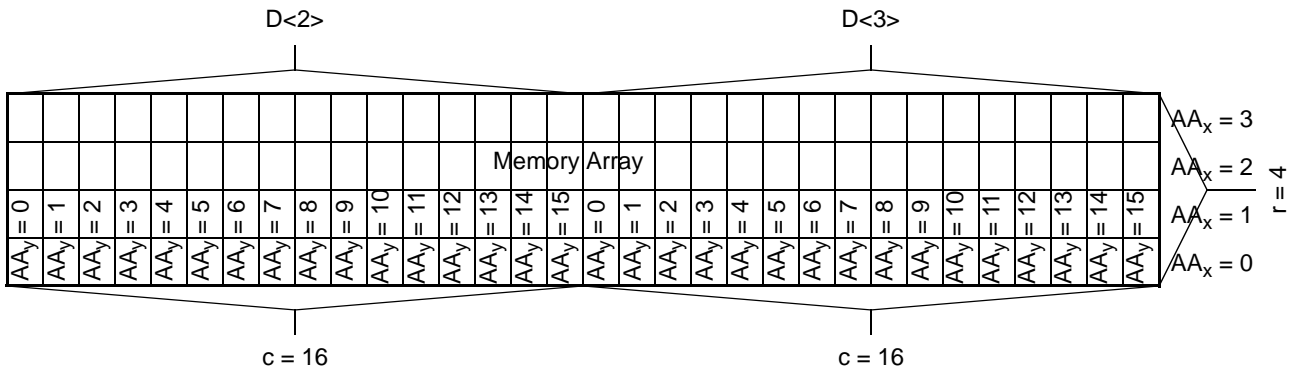 D<2> D<3>
AAx = 3
Memory Array
AAx = 2
r = 4
AAy = 0 AAy = 1 AAy = 2 AAy = 3 AAy = 4 AAy = 5 AAy = 6 AAy = 7 AAy = 8 AAy = 9 AAy = 10 AAy = 11 AAy = 12 AAy = 13 AAy = 14 AAy = 15 AAy = 0 AAy = 1 AAy = 2 AAy = 3 AAy = 4 AAy = 5 AAy = 6 AAy = 7 AAy = 8 AAy = 9 AAy = 10 AAy = 11 AAy = 12 AAy = 13 AAy = 14 AAy = 15
AAx = 1
AAx = 0
c = 16 c = 16